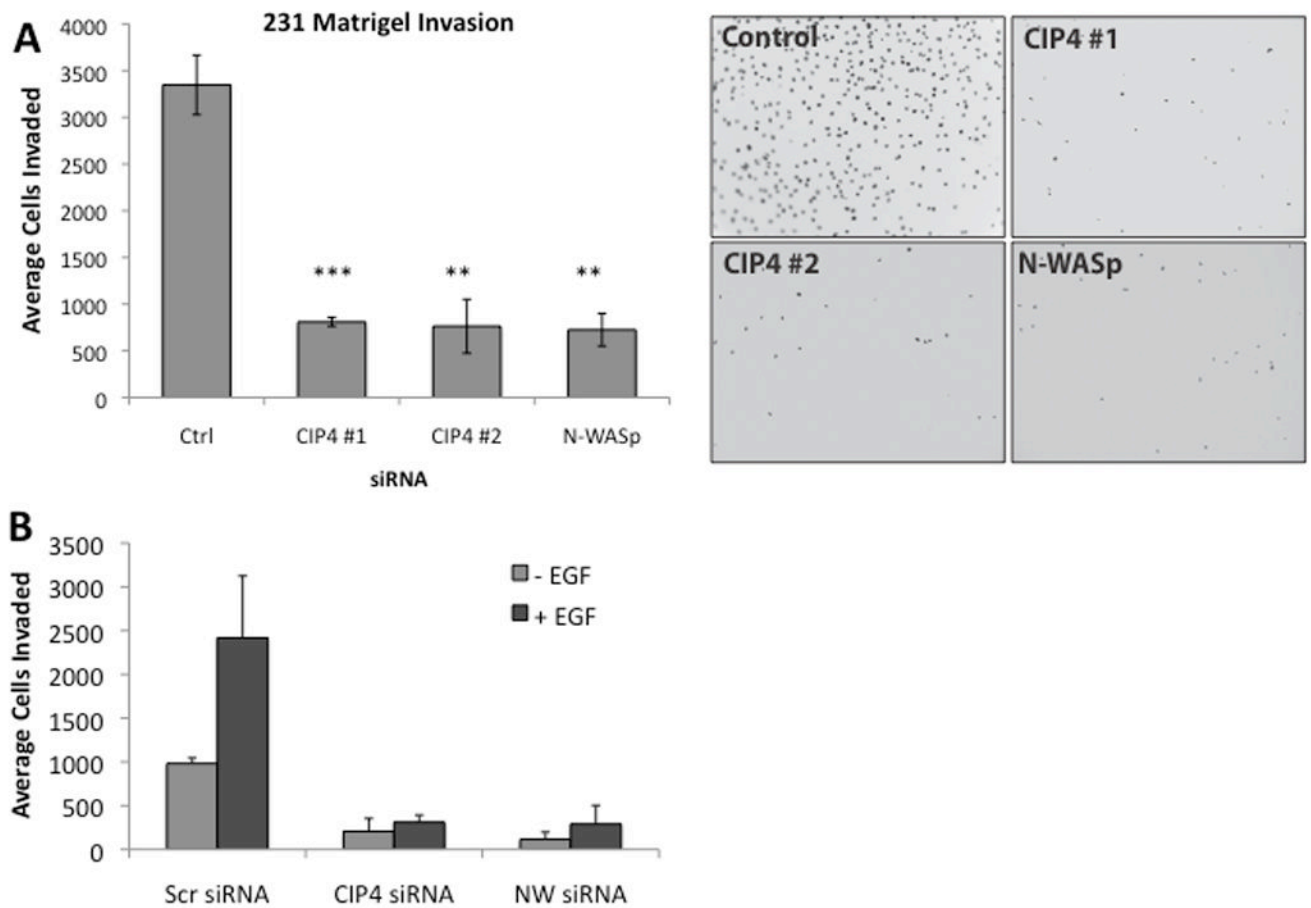 A
231 Matrigel Invasion
Average Cells Invaded
4000
3500
3000
2500
2000
1500
1000
500
0
***
**
**
Ctrl
CIP4 #1
CIP4 #2
N-WASp
siRNA
Control
CIP4 #1
CIP4 #2
N-WASp
B
Average Cells Invaded
3500
3000
2500
2000
1500
1000
500
0
- EGF
+ EGF
Scr siRNA
CIP4 siRNA
NW siRNA